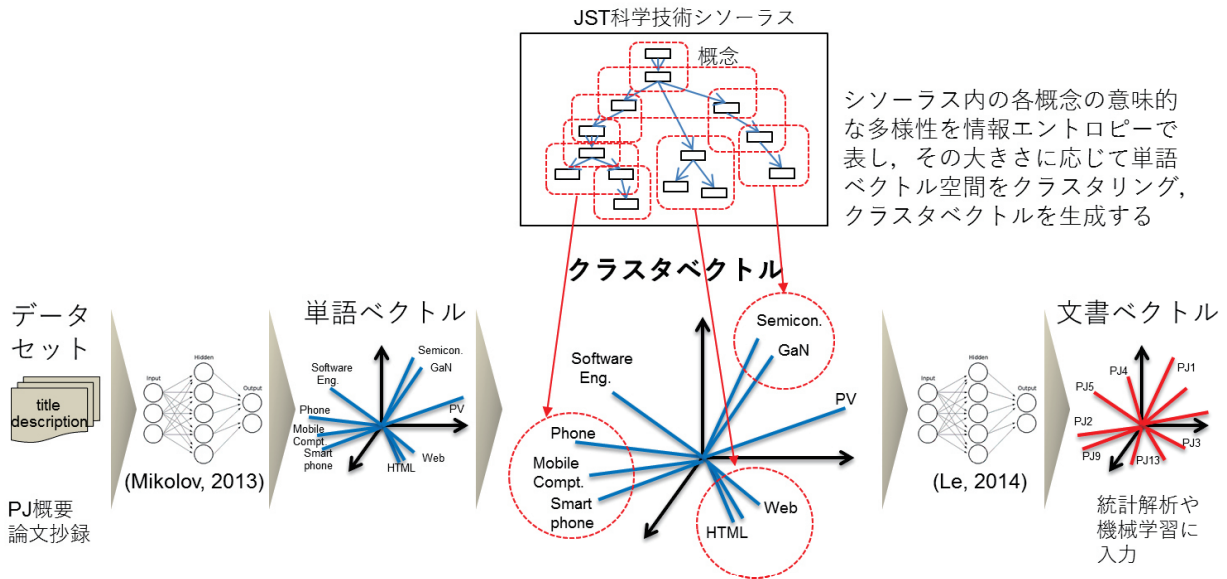 JST科学技術シソーラス
概念
シソーラス内の各概念の意味的
な多様性を情報エントロピーで
表し，その大きさに応じて単語
ベクトル空間をクラスタリング，
クラスタベクトルを生成する
データ
セット
title
description
PJ概要
論文抄録
Input
Hidden
Output
(Mikolov, 2013)
単語ベクトル
Semicon.
GaN
Software
Eng.
PV
Phone
Mobile
Compt.
Smart
phone
HTML
Web
クラスタベクトル
Semicon.
GaN
Software
Eng.
PV
Phone
Mobile
Compt.
Smart
phone
Web
HTML
Input
Hidden
Output
(Le, 2014)
文書ベクトル
PJ1
PJ4
PJ5
PJ2
PJ3
PJ9
PJ13
統計解析や
機械学習に
入力